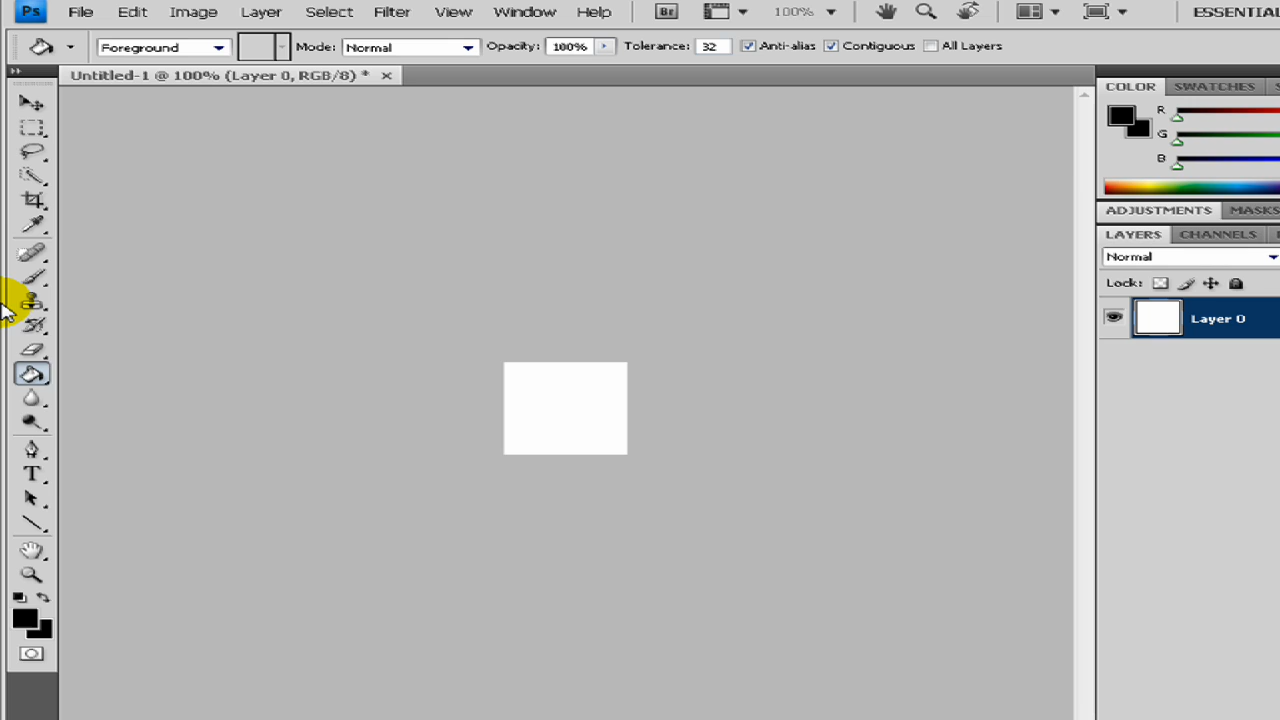 Ps File Edit Image Layer Select Filter View Window Help Br 100% ESSENTIAL
Foreground Mode: Normal Opacity: 100% Tolerance: 32 Anti-alias Contiguous All Layers
Untitled-1 @ 100% (Layer 0, RGB/8) * ×
COLOR SWATCHES S
R
G
B
ADJUSTMENTS MASKS
LAYERS CHANNELS
Normal
Lock:
Layer 0
T